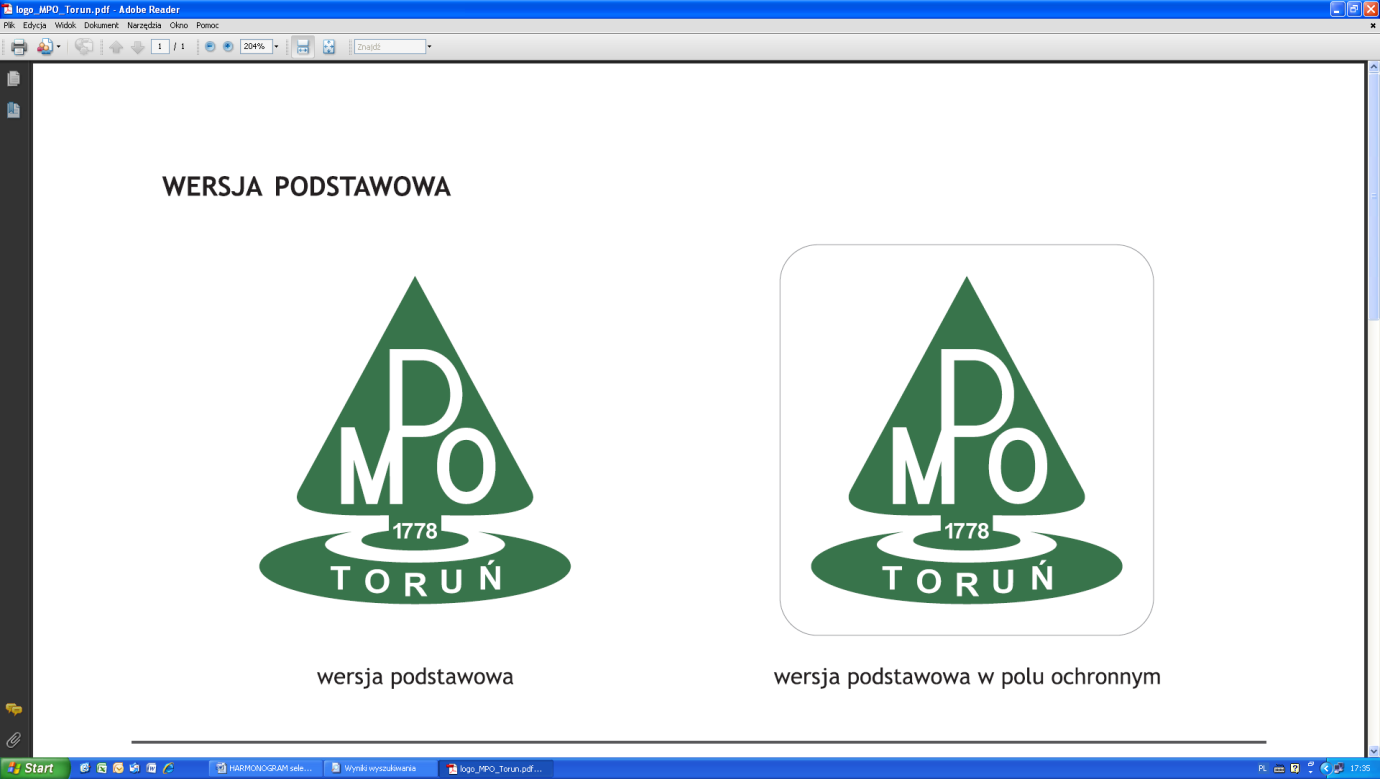 logo_MPO_Torun.pdf - Adobe Reader
Plik Edycja Widok Dokument Narzędzia Okno Pomoc
1 / 1 204% Znajdź
WERSJA PODSTAWOWA
MPO MPO
1778 1778
TORUŃ TORUŃ
wersja podstawowa wersja podstawowa w polu ochronnym
Start HARMONOGRAM sele... Wyniki wyszukiwania logo_MPO_Torun.pdf... PL 17:35